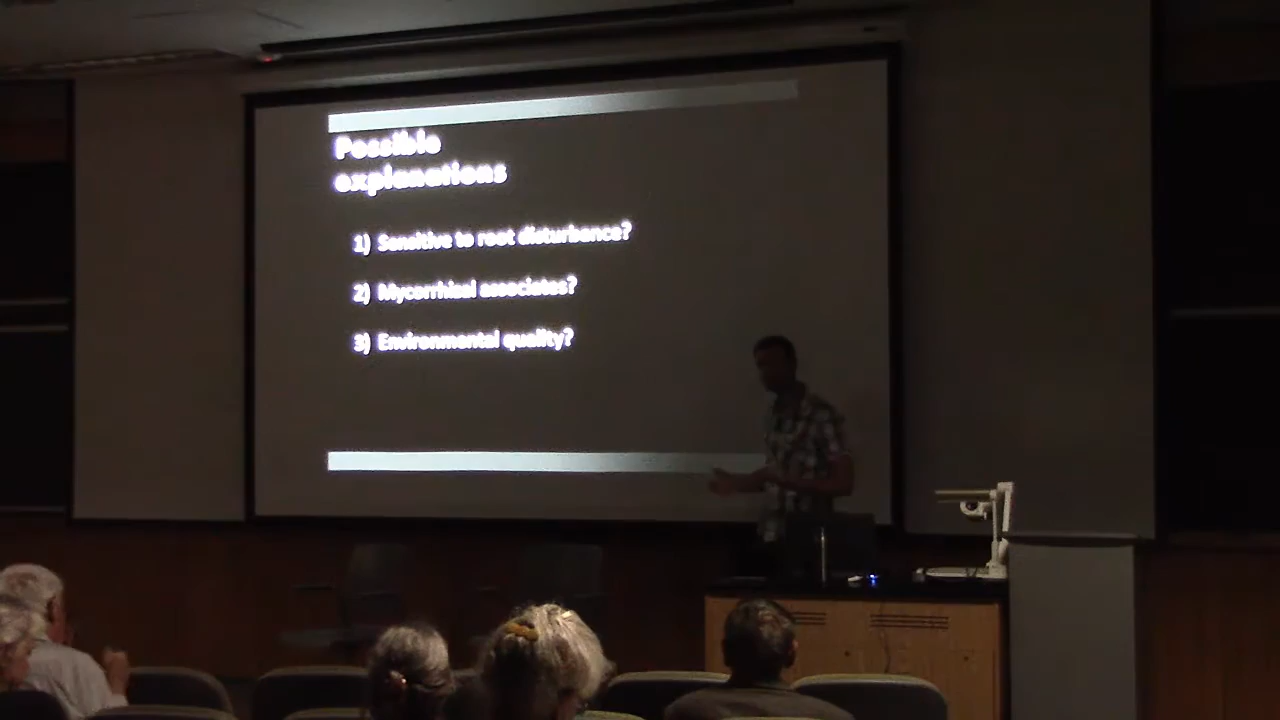 Possible
explanations
1) Sensitive to root disturbance?
2) Mycorrhizal associates?
3) Environmental quality?